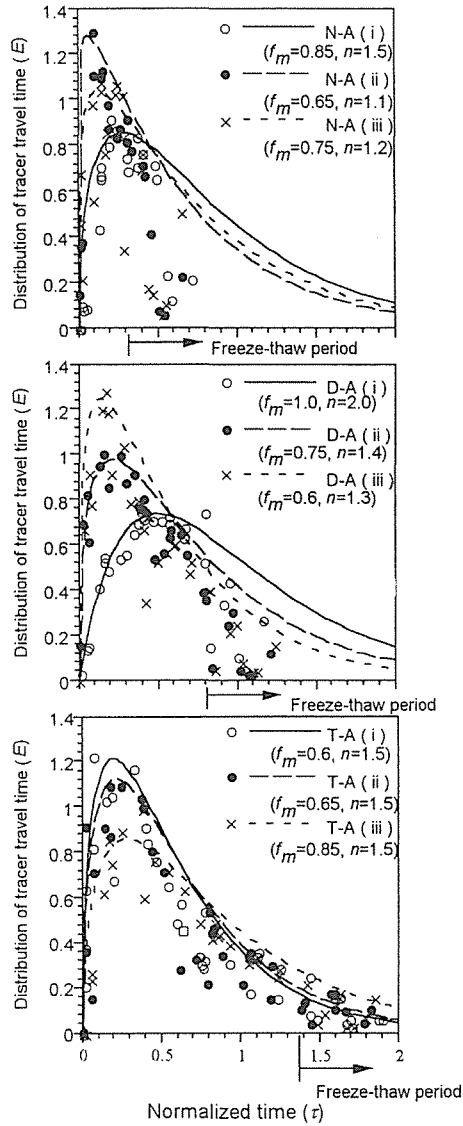 Distribution of tracer travel time (E)
1.4
1.2
1
0.8
0.6
0.4
0.2
0
N-A ( i )
(fm=0.85, n=1.5)
N-A ( ii )
(fm=0.65, n=1.1)
N-A ( iii )
(fm=0.75, n=1.2)
Freeze-thaw period
Distribution of tracer travel time (E)
1.4
1.2
1
0.8
0.6
0.4
0.2
0
D-A ( i )
(fm=1.0, n=2.0)
D-A ( ii )
(fm=0.75, n=1.4)
D-A ( iii )
(fm=0.6, n=1.3)
Freeze-thaw period
Distribution of tracer travel time (E)
1.4
1.2
1
0.8
0.6
0.4
0.2
0
T-A ( i )
(fm=0.6, n=1.5)
T-A ( ii )
(fm=0.65, n=1.5)
T-A ( iii )
(fm=0.85, n=1.5)
0 0.5 1 1.5 2
Freeze-thaw period
Normalized time (τ)